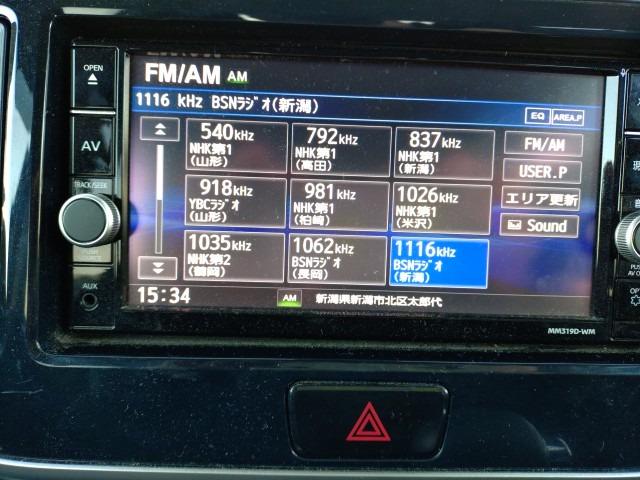 OPEN
FM/AM AM
1116 kHz BSNﾗｼﾞｵ(新潟)
EQ AREA.P
AV
540kHz
NHK第1
(山形)
792kHz
NHK第1
(高田)
837kHz
NHK第1
(新潟)
FM/AM
USER.P
TRACK/SEEK
918kHz
YBCﾗｼﾞｵ
(山形)
981kHz
NHK第1
(柏崎)
1026kHz
NHK第1
(米沢)
エリア更新
Sound
1035kHz
NHK第2
(鶴岡)
1062kHz
BSNﾗｼﾞｵ
(長岡)
1116kHz
BSNﾗｼﾞｵ
(新潟)
AUX
15:34
AM
新潟県新潟市北区太郎代
MM319D-WM